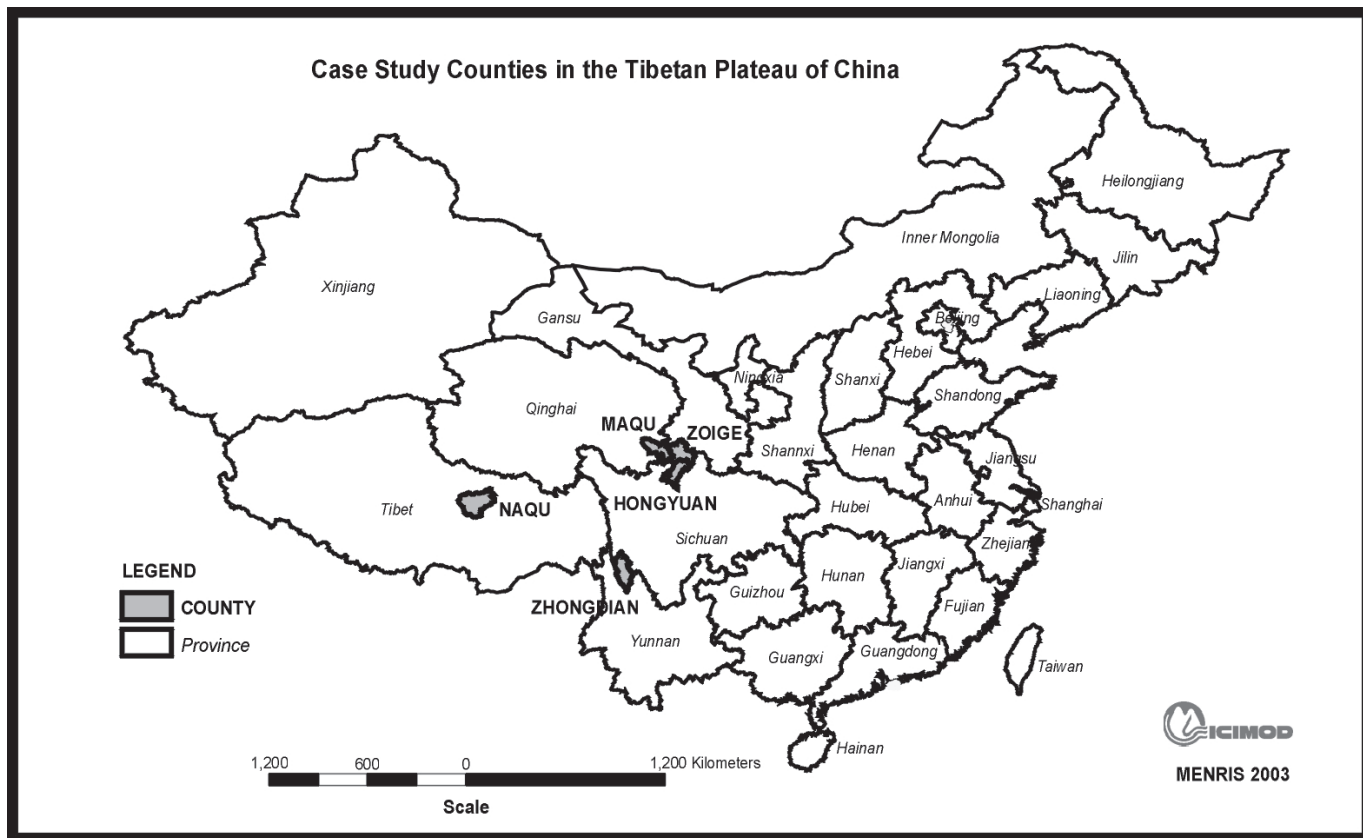 Case Study Counties in the Tibetan Plateau of China
Heilongjiang
Inner Mongolia
Jilin
Xinjiang
Liaoning
Gansu
Beijing
Hebei
Ningxia
Shanxi
Shandong
Qinghai
MAQU
ZOIGE
Shannxi
Henan
Jiangsu
Tibet
NAQU
HONGYUAN
Hubei
Anhui
Shanghai
Sichuan
Zhejian
Jiangxi
LEGEND
Hunan
Guizhou
COUNTY
ZHONGDIAN
Fujian
Province
Yunnan
Guangxi
Guangdong
Taiwan
ICIMOD
Hainan
1,200 600 0 1,200 Kilometers
MENRIS 2003
Scale